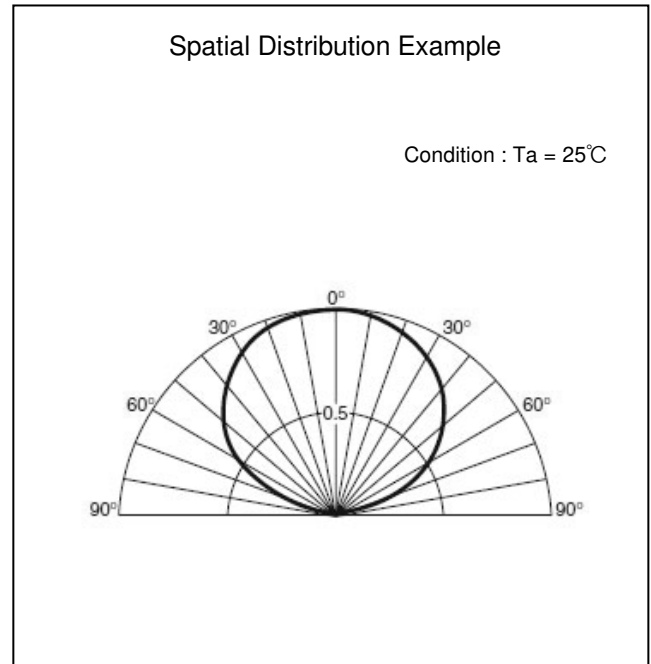 Spatial Distribution Example
Condition : Ta = 25℃
0°
30° 30°
60° 0.5 60°
90° 90°